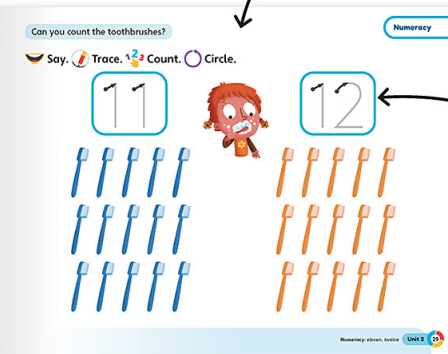 Can you count the toothbrushes?
Numeracy
Say. Trace. 123 Count. Circle.
11
12
Numeracy: eleven, twelve Unit 2 29